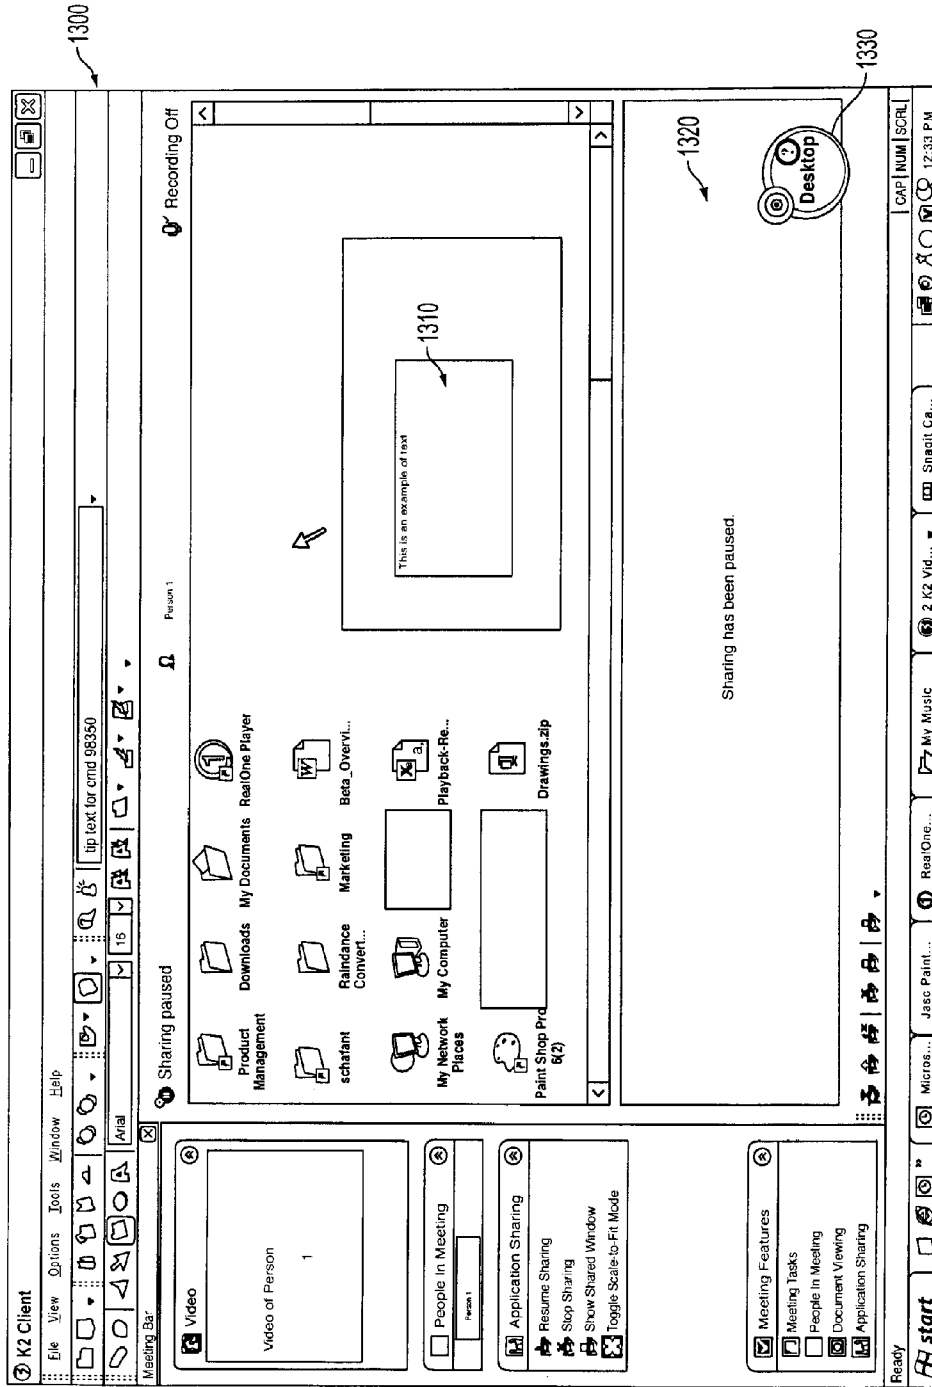 K2 Client
File View Options Tools Window Help
tip text for cmd 98350
Arial
16
Meeting Bar
Video
Video of Person
1
People In Meeting
Person 1
Application Sharing
Resume Sharing
Stop Sharing
Show Shared Window
Toggle Scale-to-Fit Mode
Meeting Features
Meeting Tasks
People In Meeting
Document Viewing
Application Sharing
Sharing paused
Person 1
Recording Off
Product
Management
Downloads
My Documents
RealOne Player
schafant
Raindance
Convert...
Marketing
Beta_Overvi...
My Network
Places
My Computer
Playback-Re...
Paint Shop Pro
6(2)
Drawings.zip
This is an example of text
Sharing has been paused.
Desktop
1300
1310
1320
1330
Ready
CAP NUM SCRL
start
Micros...
Jasc Paint...
RealOne...
My Music
2 K2 Vid...
Snagit Ca...
12:33 PM